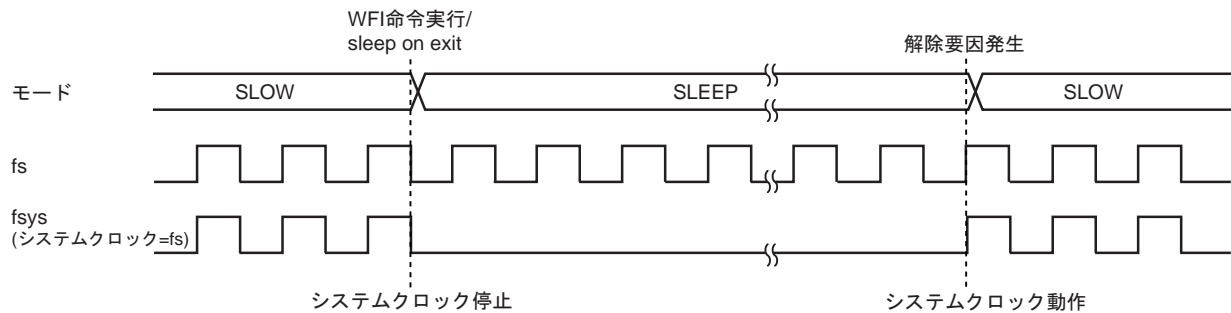 WFI命令実行/
sleep on exit
解除要因発生
モード
SLOW
SLEEP
SLOW
fs
fsys
(システムクロック=fs)
システムクロック停止
システムクロック動作